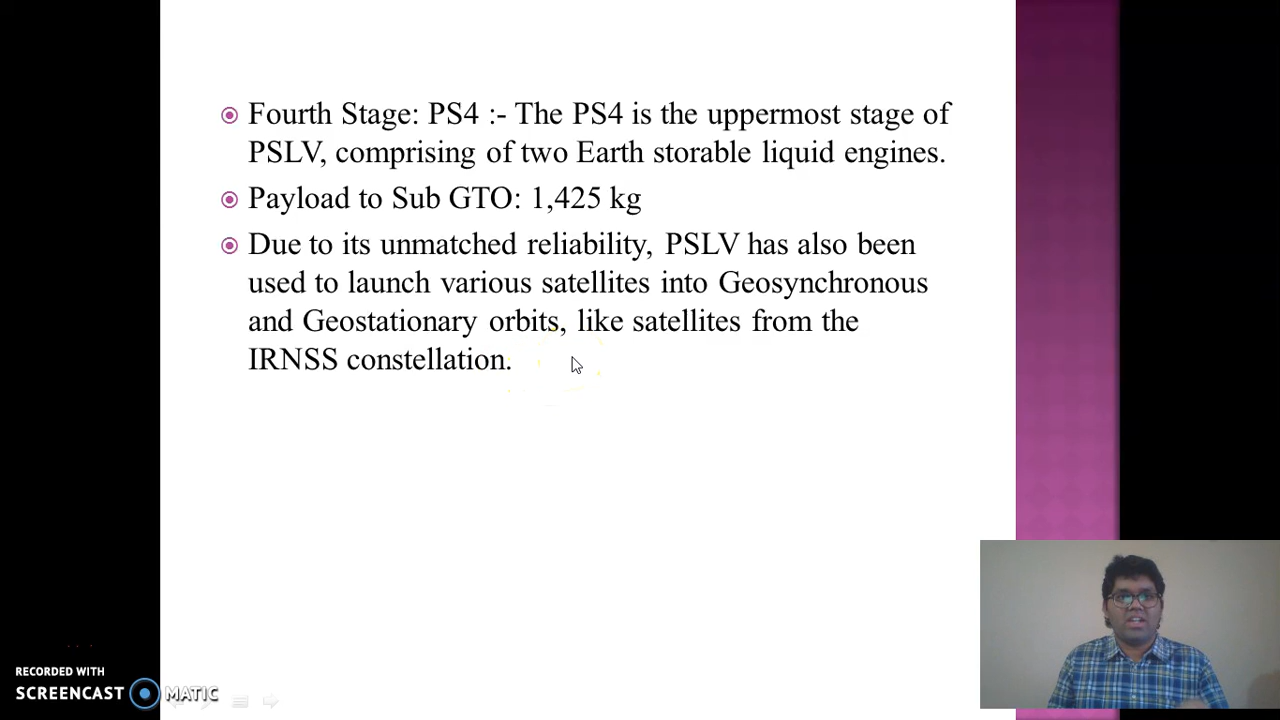 Fourth Stage: PS4 :- The PS4 is the uppermost stage of
PSLV, comprising of two Earth storable liquid engines.
Payload to Sub GTO: 1,425 kg
Due to its unmatched reliability, PSLV has also been
used to launch various satellites into Geosynchronous
and Geostationary orbits, like satellites from the
IRNSS constellation.
RECORDED WITH
SCREENCAST MATIC